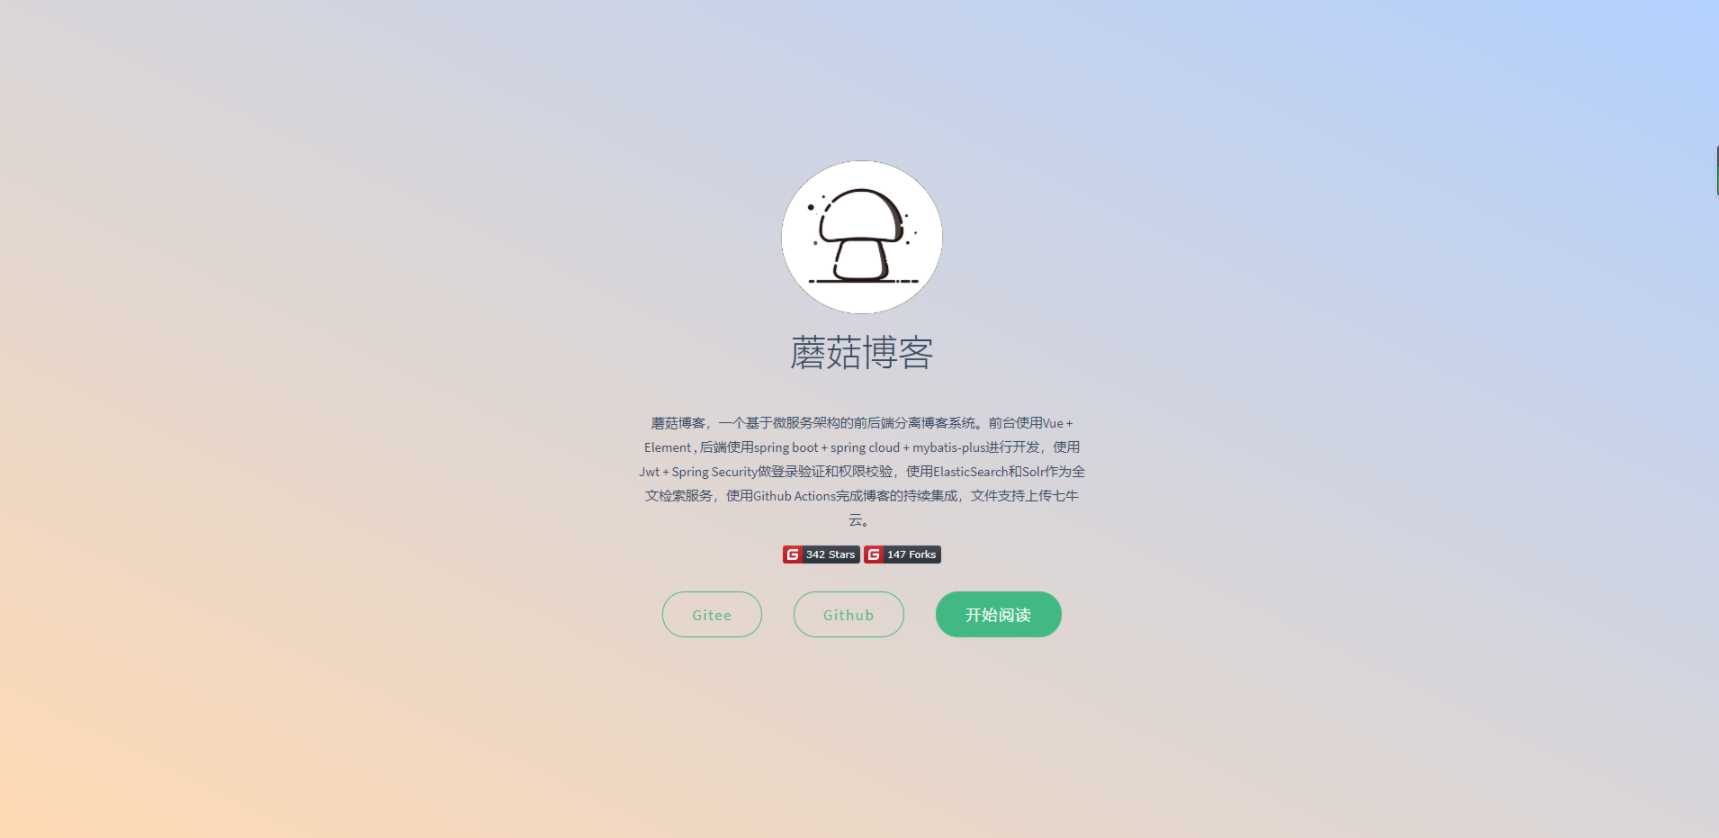 蘑菇博客
蘑菇博客，一个基于微服务架构的前后端分离博客系统。前台使用Vue +
Element , 后端使用spring boot + spring cloud + mybatis-plus进行开发，使用
Jwt + Spring Security做登录验证和权限校验，使用ElasticSearch和Solr作为全
文检索服务，使用Github Actions完成博客的持续集成，文件支持上传七牛
云。
G 342 Stars G 147 Forks
Gitee Github 开始阅读